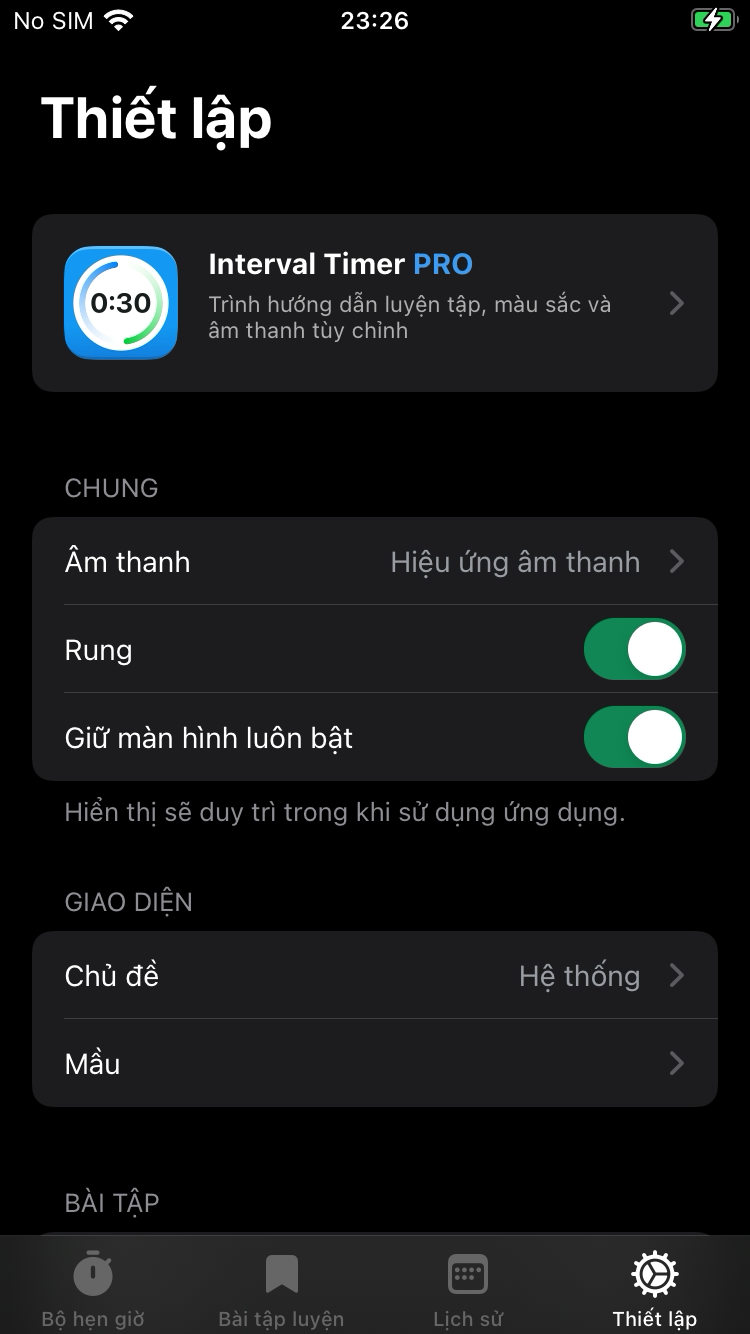 No SIM 23:26
Thiết lập
0:30
Interval Timer PRO
Trình hướng dẫn luyện tập, màu sắc và
âm thanh tùy chỉnh
CHUNG
Âm thanh Hiệu ứng âm thanh
Rung
Giữ màn hình luôn bật
Hiển thị sẽ duy trì trong khi sử dụng ứng dụng.
GIAO DIỆN
Chủ đề Hệ thống
Mầu
BÀI TẬP
Bộ hẹn giờ Bài tập luyện Lịch sử Thiết lập